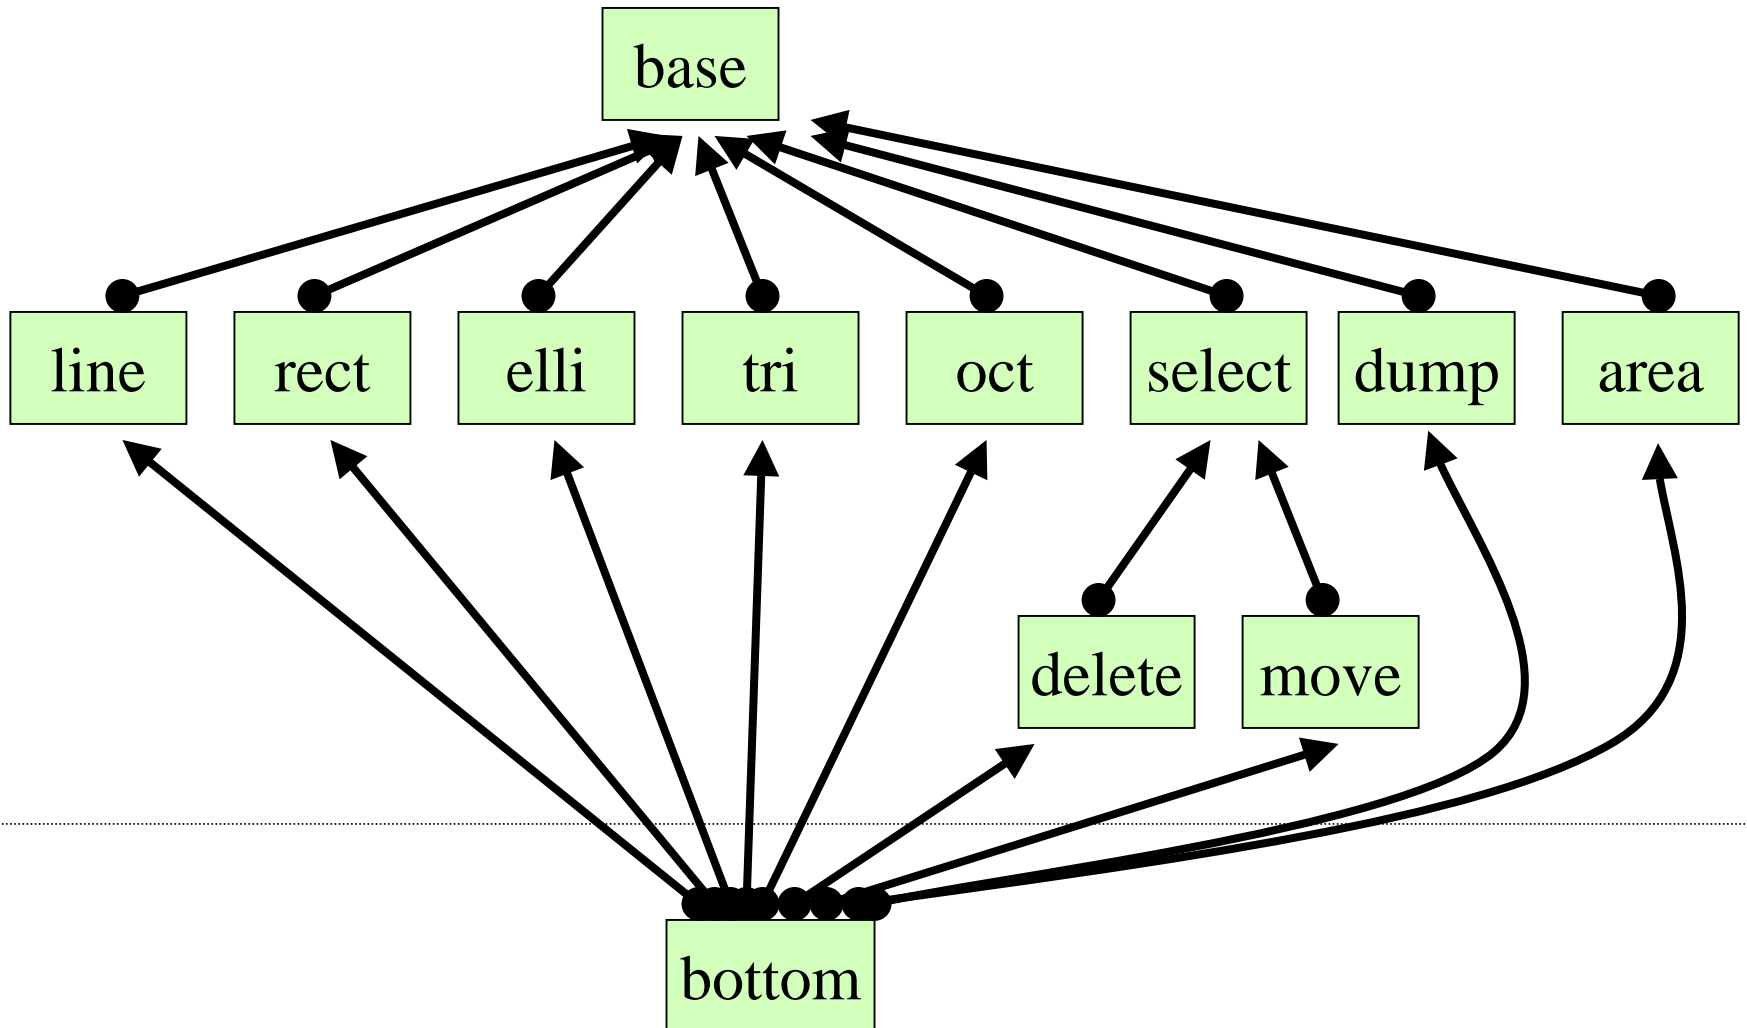 base
line
rect
elli
tri
oct
select
dump
area
delete
move
bottom